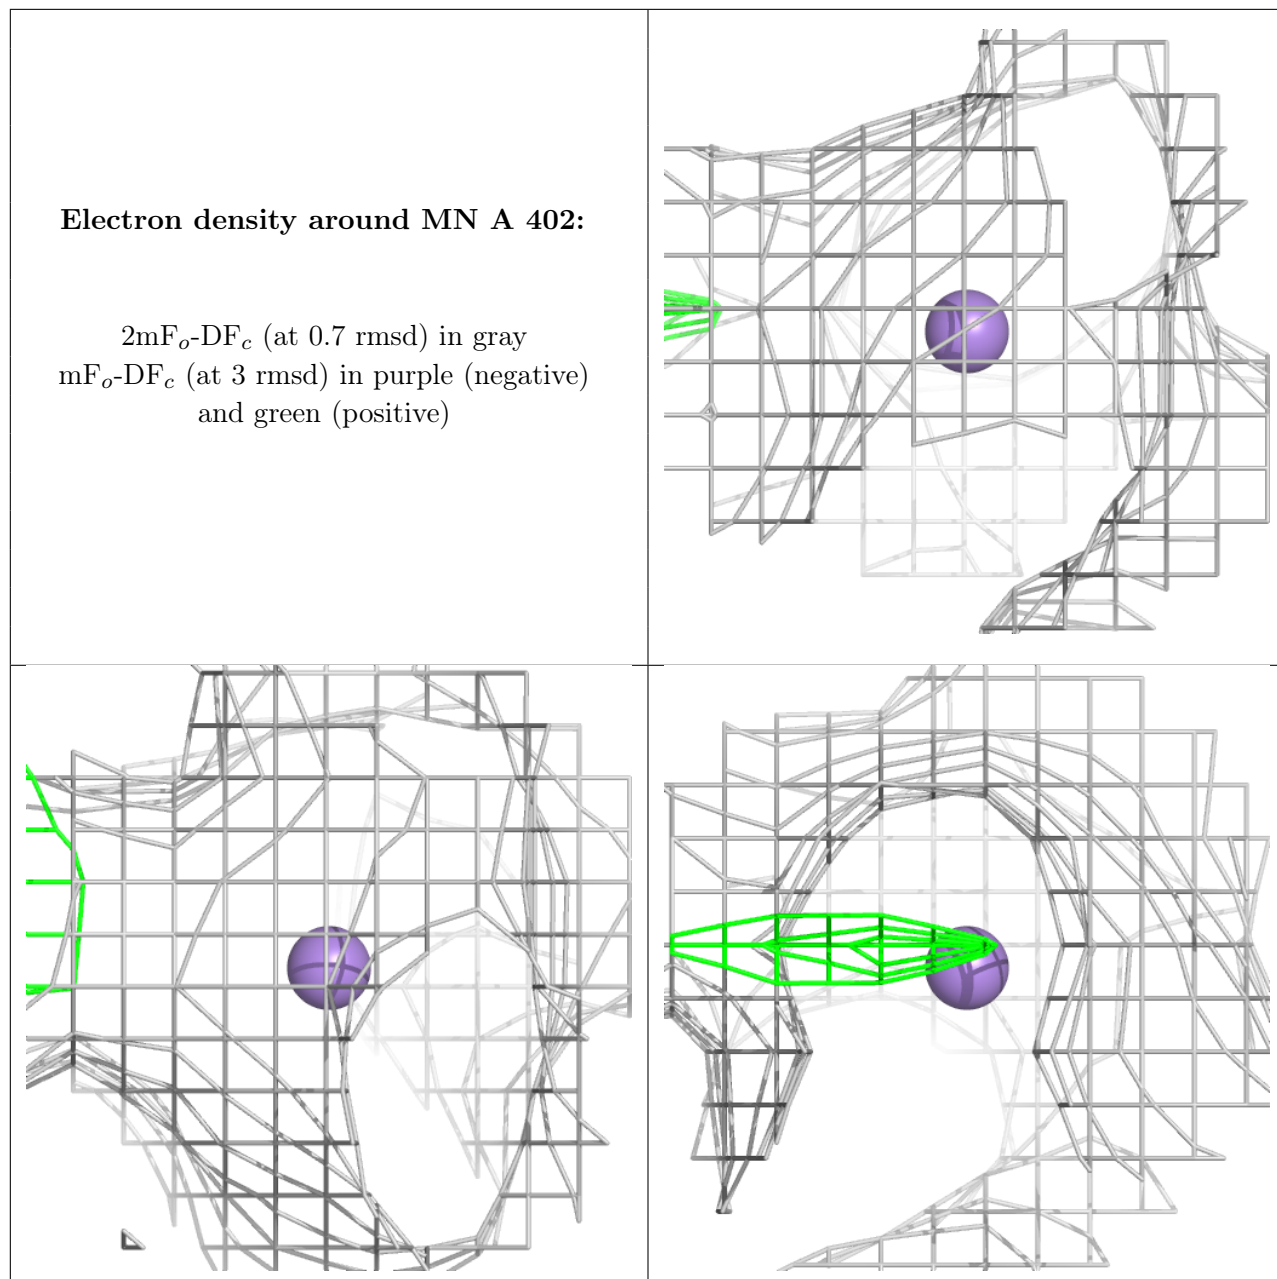 Electron density around MN A 402:
2mFo-DFc (at 0.7 rmsd) in gray
mFo-DFc (at 3 rmsd) in purple (negative)
and green (positive)